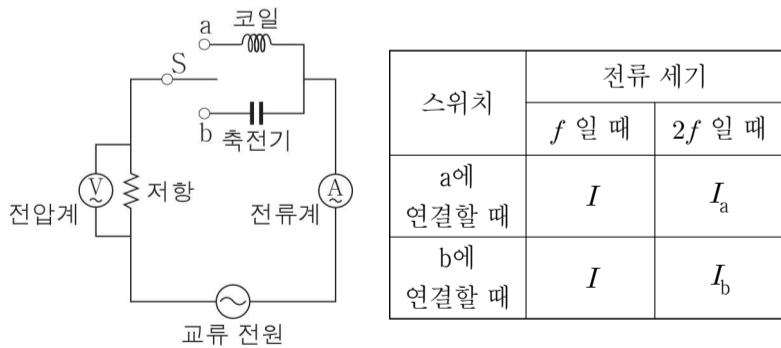 코일
a
S
b
축전기
V
저항
전압계
A
전류계
교류 전원
스위치
전류 세기
f 일 때
2f 일 때
a에
연결할 때
I
I_a
b에
연결할 때
I
I_b